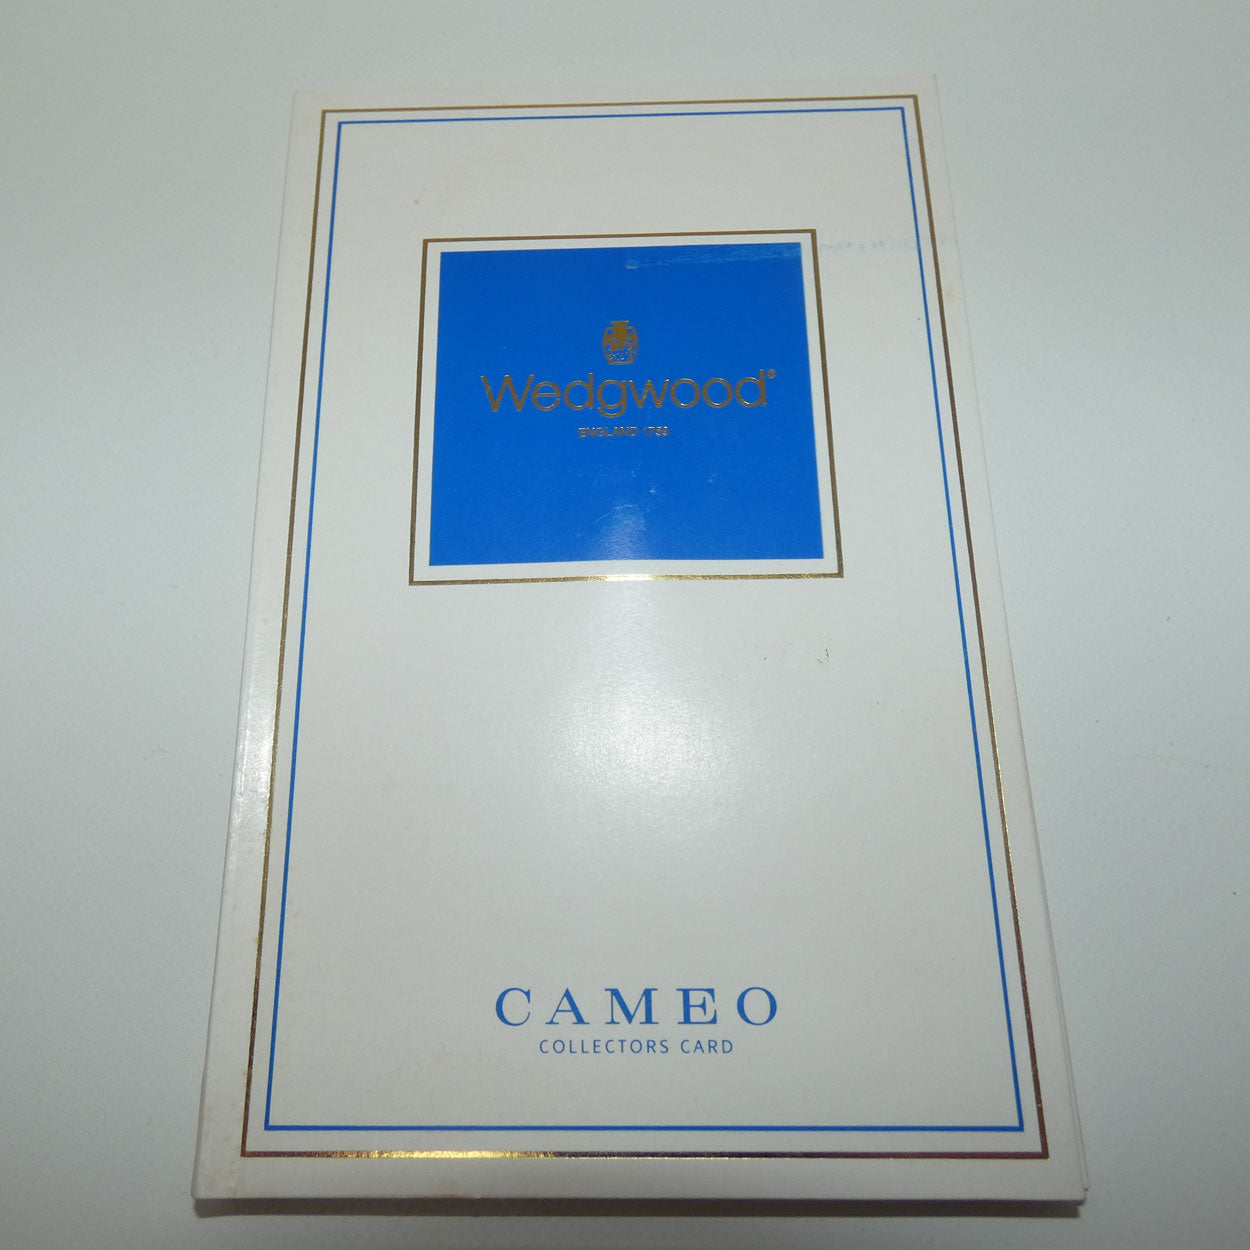 Wedgwood®
ENGLAND 1759
CAMEO
COLLECTORS CARD